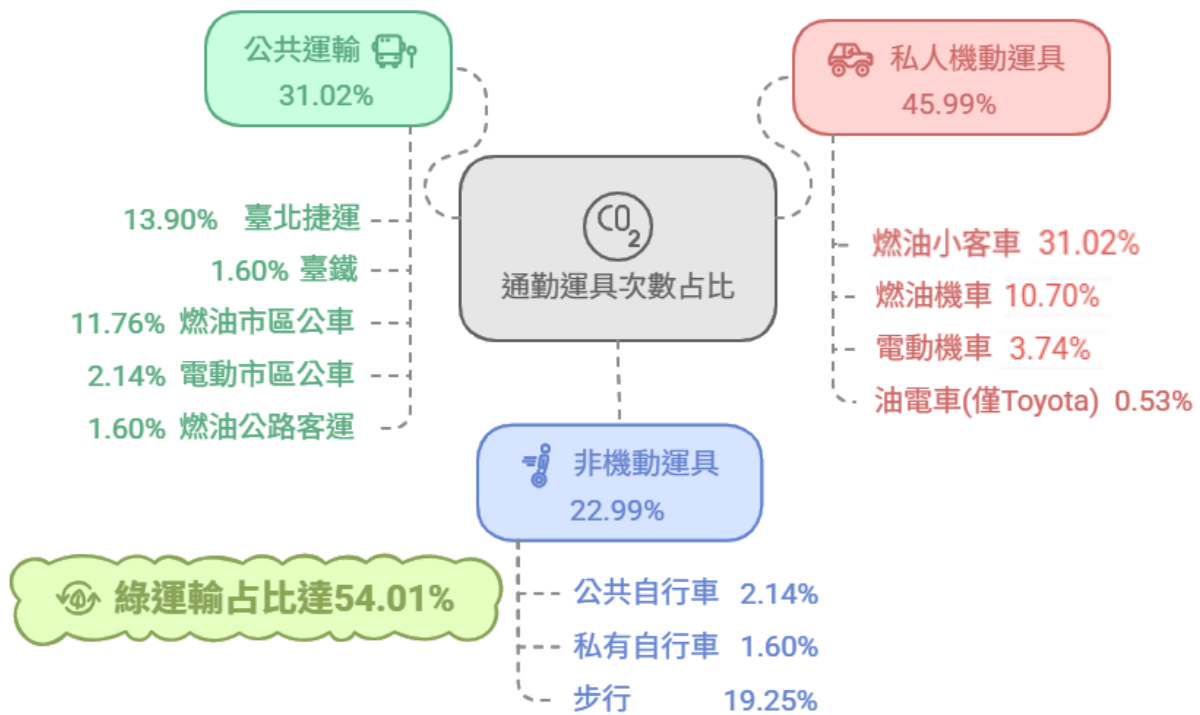 公共運輸
31.02%
13.90% 臺北捷運
1.60% 臺鐵
11.76% 燃油市區公車
2.14% 電動市區公車
1.60% 燃油公路客運
CO2
通勤運具次數占比
私人機動運具
45.99%
燃油小客車 31.02%
燃油機車 10.70%
電動機車 3.74%
油電車(僅Toyota) 0.53%
非機動運具
22.99%
公共自行車 2.14%
私有自行車 1.60%
步行 19.25%
綠運輸占比達54.01%